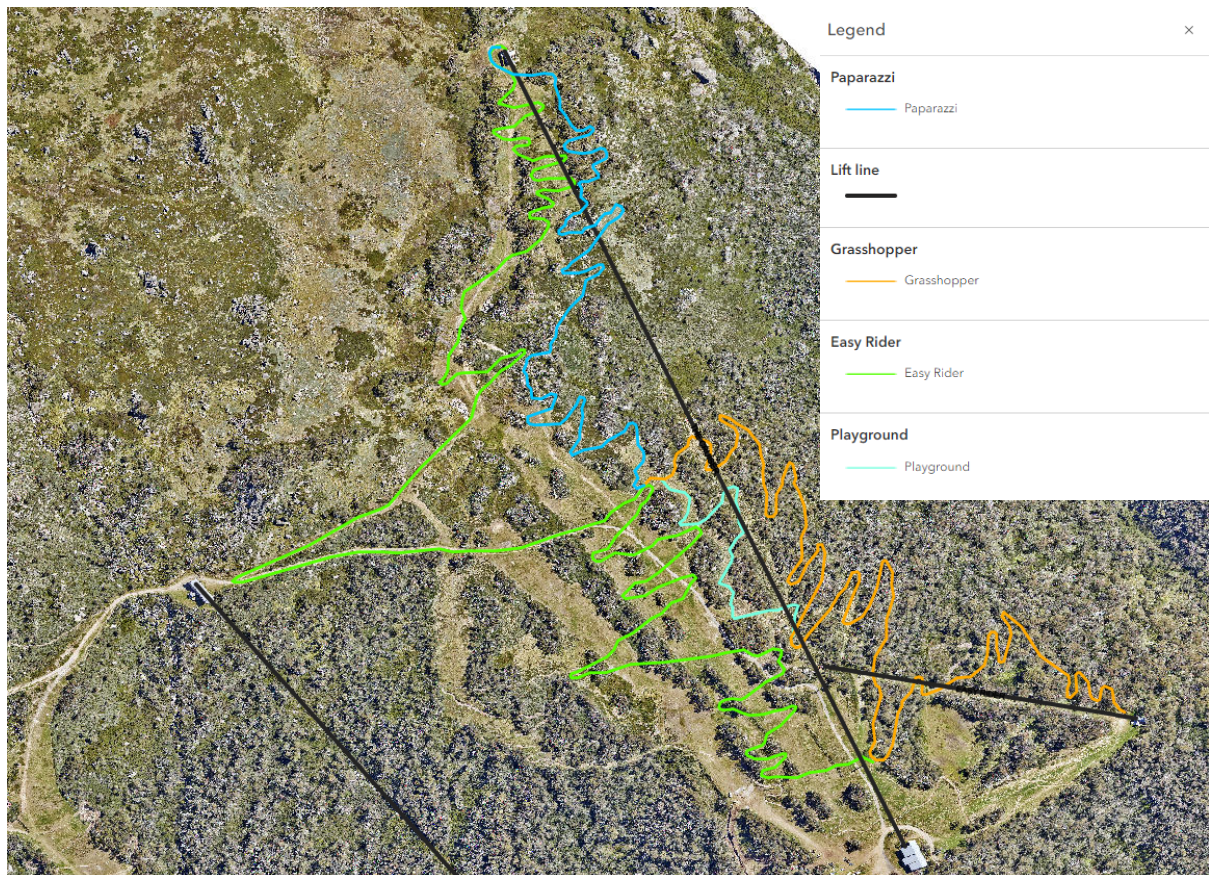 Legend ×
Paparazzi
Paparazzi
Lift line
Grasshopper
Grasshopper
Easy Rider
Easy Rider
Playground
Playground